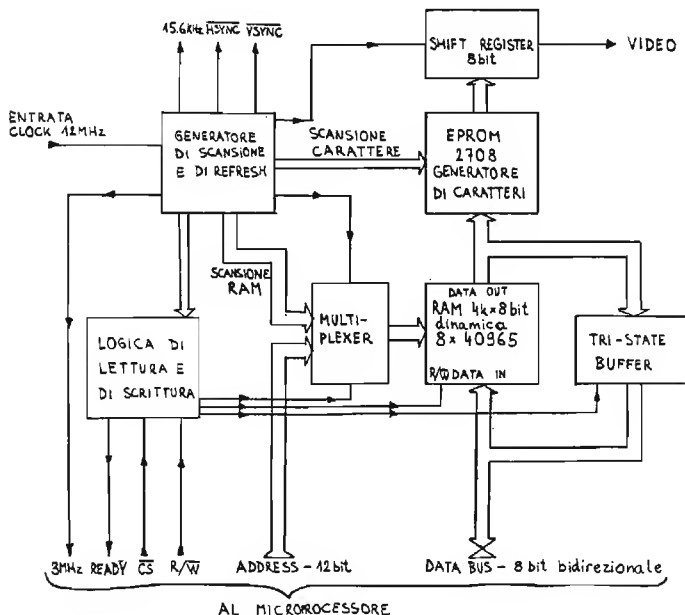 15.6kHz HSYNC VSYNC
SHIFT REGISTER
8bit
VIDEO
ENTRATA
CLOCK 12MHz
GENERATORE
DI SCANSIONE
E DI REFRESH
SCANSIONE
CARATTERE
EPROM
2708
GENERATORE
DI CARATTERI
SCANSIONE
RAM
MULTI-
PLEXER
DATA OUT
RAM 4k×8bit
dinamica
8 × 40965
R/W DATA IN
TRI-STATE
BUFFER
LOGICA DI
LETTURA E
DI SCRITTURA
3MHz READY CS R/W ADDRESS - 12bit DATA BUS - 8 bit bidirezionale
AL MICROPROCESSORE